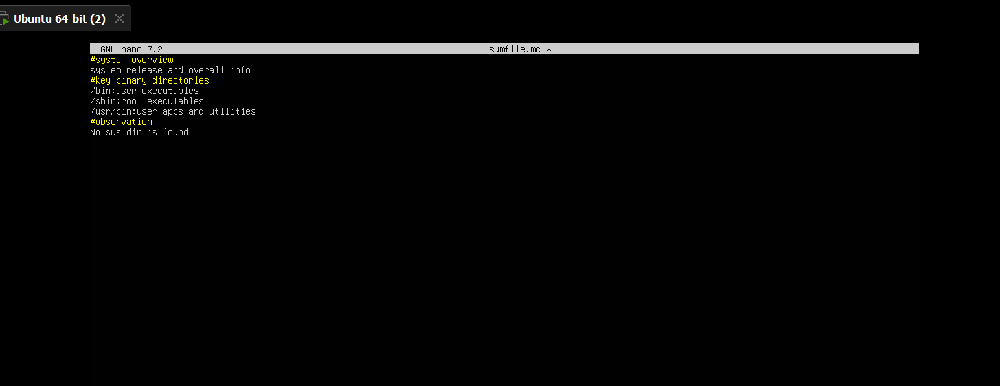 Ubuntu 64-bit (2)
GNU nano 7.2 sumfile.md *
#system overview
system release and overall info
#key binary directories
/bin:user executables
/sbin:root executables
/usr/bin:user apps and utilities
#observation
No sus dir is found